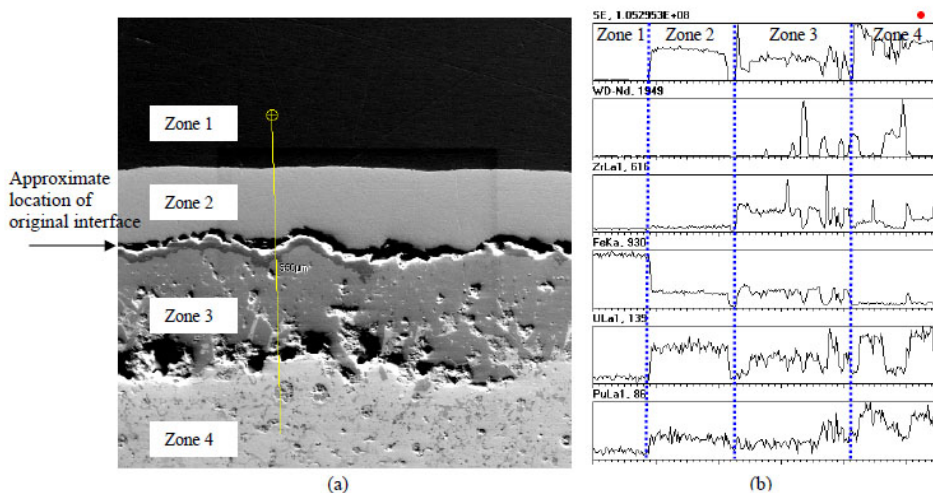 Zone 1
Zone 2
Zone 3
Zone 4
Approximate
location of
original interface
560µm
(a)
SE, 1.052953E+08
Zone 1
Zone 2
Zone 3
Zone 4
WD-Nd, 1949
ZrLa1, 616
FeKa, 930
ULa1, 135
PuLa1, 86
(b)